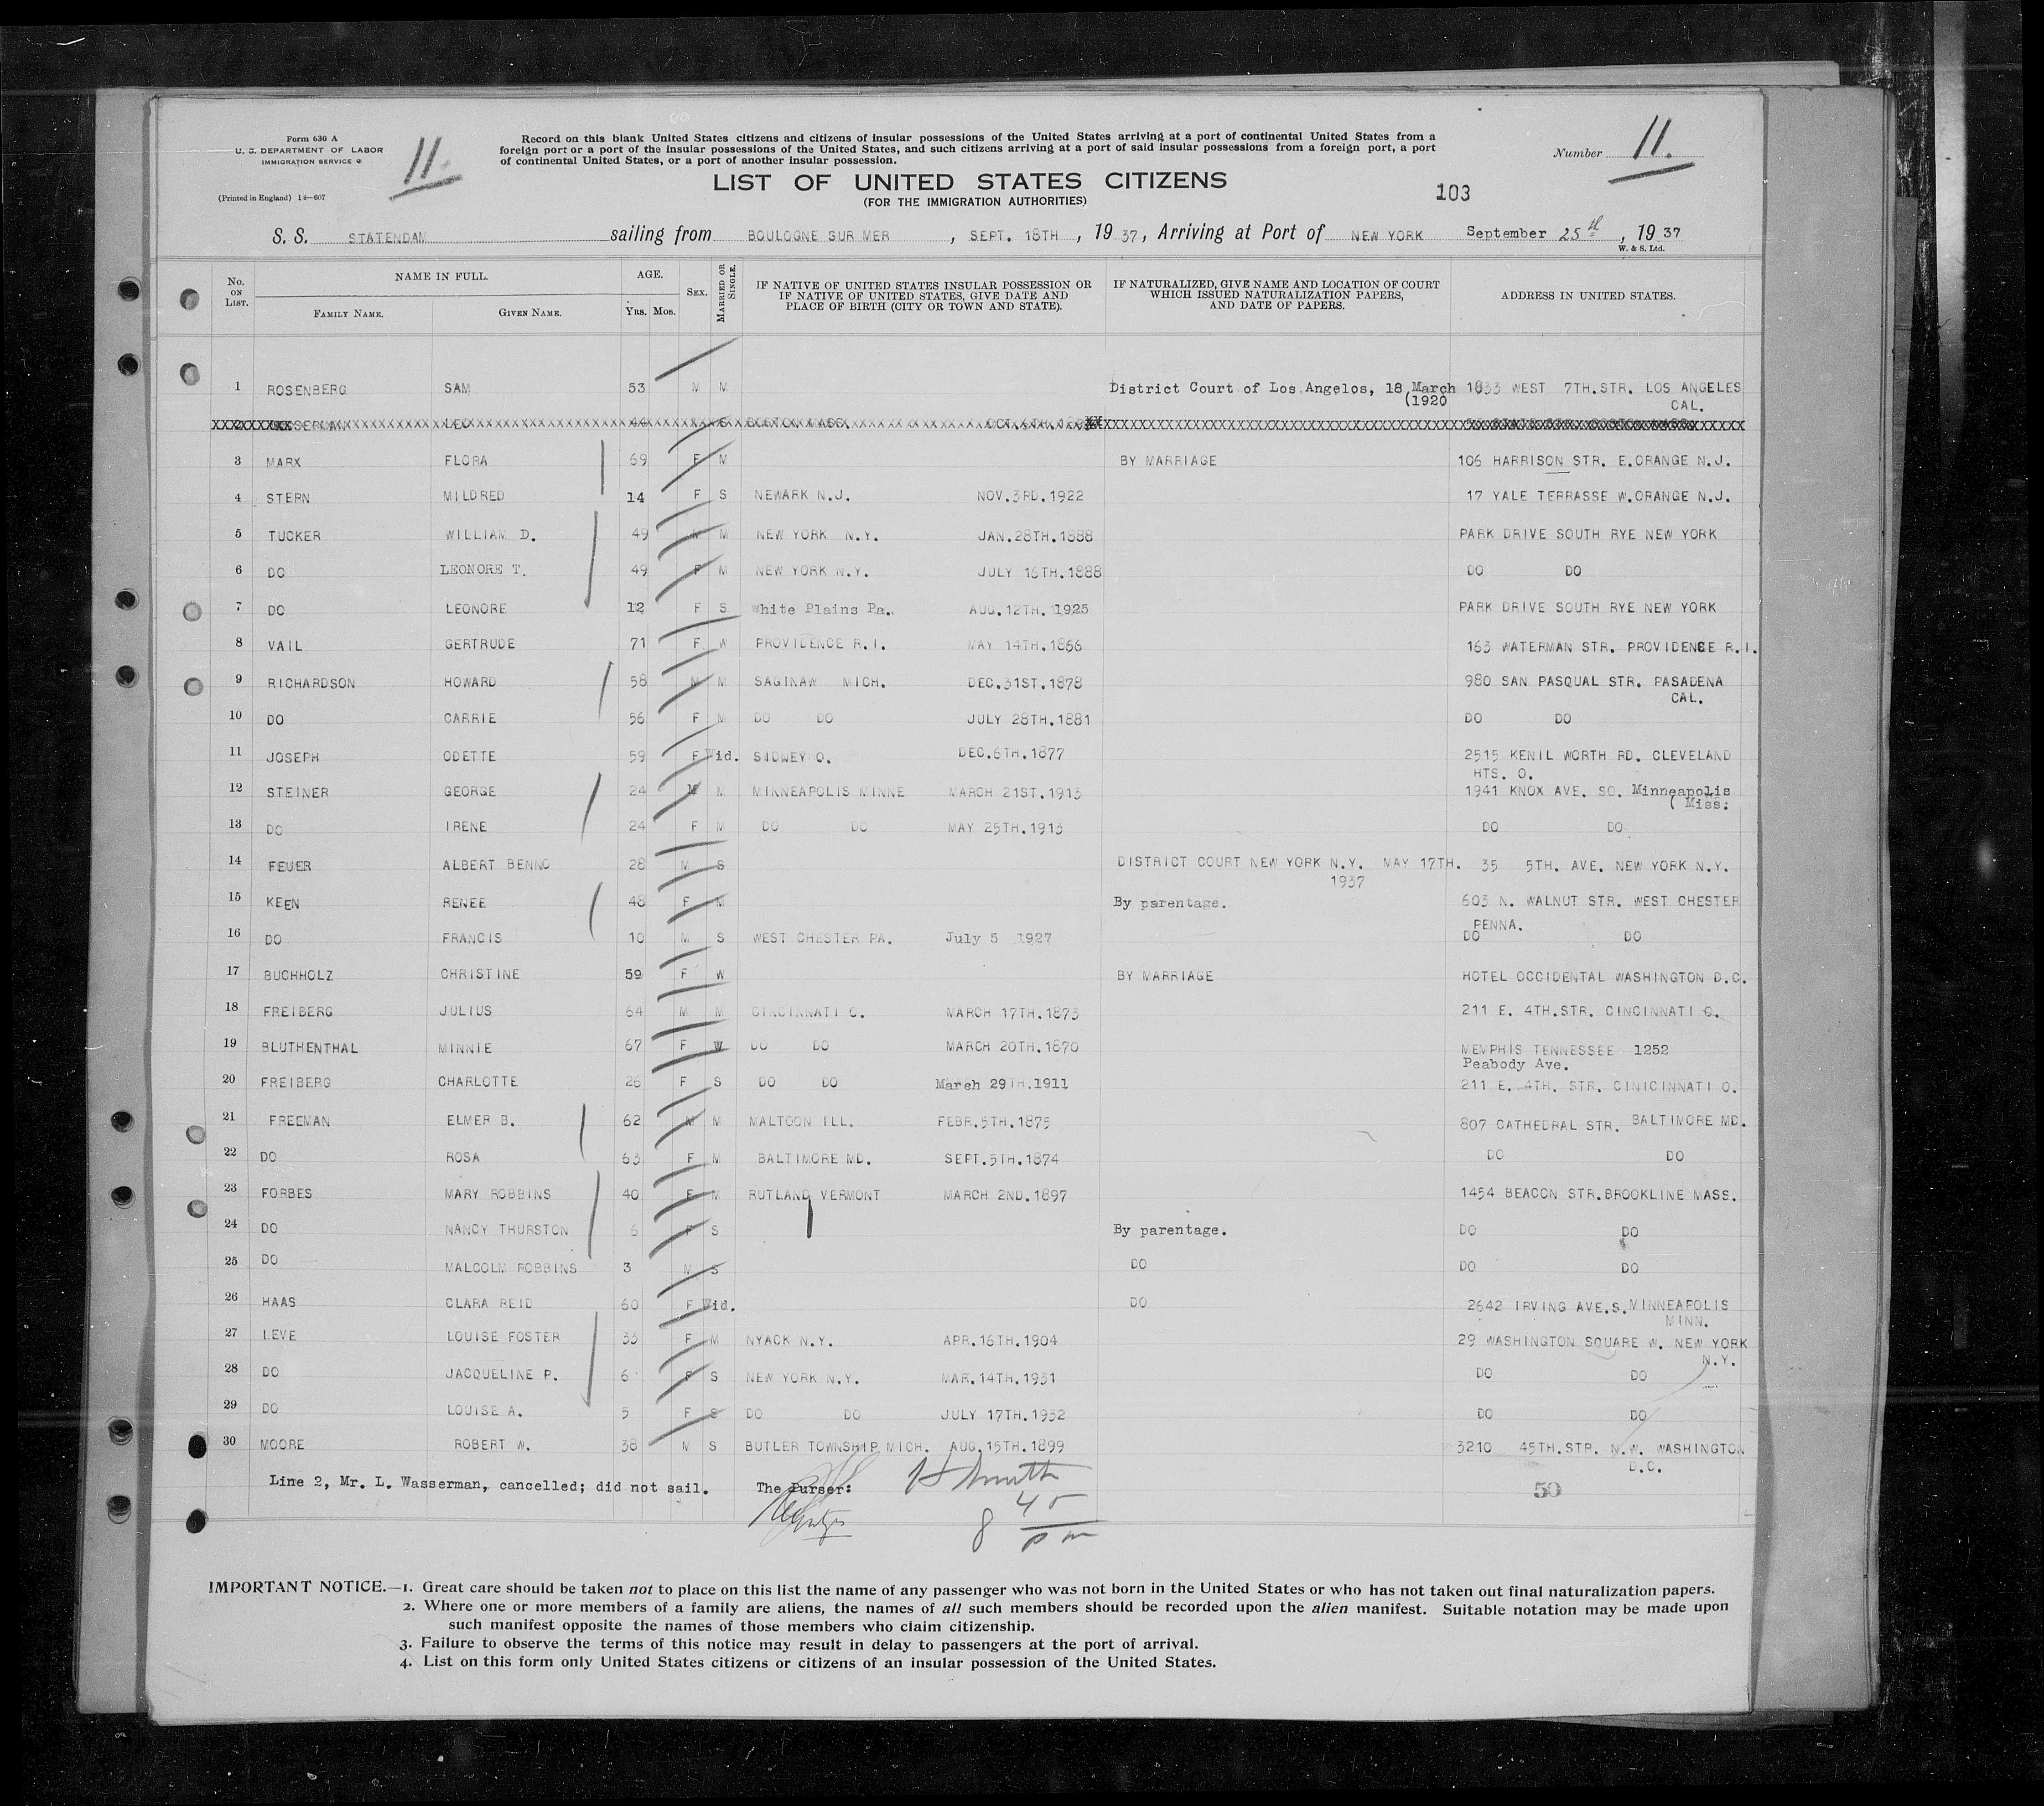 Form 630 A
U. S. DEPARTMENT OF LABOR
IMMIGRATION SERVICE
(Printed in England) 14—607
11.
Record on this blank United States citizens and citizens of insular possessions of the United States arriving at a port of continental United States from a
foreign port or a port of the insular possessions of the United States, and such citizens arriving at a port of said insular possessions from a foreign port, a port
of continental United States, or a port of another insular possession.
Number 11.
LIST OF UNITED STATES CITIZENS
(FOR THE IMMIGRATION AUTHORITIES)
103
S. S. STATENDAM sailing from BOULOGNE SUR MER , SEPT. 18TH , 19 37, Arriving at Port of NEW YORK September 25th , 19 37
W. & S. Ltd.
No. ON LIST. NAME IN FULL. FAMILY NAME. GIVEN NAME. AGE. YRS. MOS. SEX. MARRIED OR SINGLE. IF NATIVE OF UNITED STATES INSULAR POSSESSION OR IF NATIVE OF UNITED STATES, GIVE DATE AND PLACE OF BIRTH (CITY OR TOWN AND STATE). IF NATURALIZED, GIVE NAME AND LOCATION OF COURT WHICH ISSUED NATURALIZATION PAPERS, AND DATE OF PAPERS. ADDRESS IN UNITED STATES.
1 ROSENBERG SAM 53 M M District Court of Los Angelos, 18 March 1833 WEST 7TH.STR. LOS ANGELES
(1920 CAL.
3 MARX FLORA 69 F M BY MARRIAGE 106 HARRISON STR. E.ORANGE N.J.
4 STERN MILDRED 14 F S NEWARK N.J. NOV.3RD.1922 17 YALE TERRASSE W.ORANGE N.J.
5 TUCKER WILLIAM D. 49 M M NEW YORK N.Y. JAN.28TH.1888 PARK DRIVE SOUTH RYE NEW YORK
6 DO LEONORE T. 49 F M NEW YORK N.Y. JULY 16TH.1888 DO DO
7 DO LEONORE 12 F S White Plains Pa. AUG.12TH. 1925 PARK DRIVE SOUTH RYE NEW YORK
8 VAIL GERTRUDE 71 F W PROVIDENCE R.I. MAY 14TH.1866 163 WATERMAN STR. PROVIDENCE R.I.
9 RICHARDSON HOWARD 58 M M SAGINAW MICH. DEC.31ST.1878 980 SAN PASQUAL STR. PASADENA
CAL.
10 DO CARRIE 56 F M DO DO JULY 28TH.1881 DO DO
11 JOSEPH ODETTE 59 F Wid. SIDNEY O. DEC.6TH.1877 2515 KENIL WORTH RD. CLEVELAND
HTS. O.
12 STEINER GEORGE 24 M M MINNEAPOLIS MINNE MARCH 21ST.1913 1941 KNOX AVE. SO. Minneapolis
( Miss:
13 DO IRENE 24 F M DO DO MAY 25TH.1913 DO DO
14 FEUER ALBERT BENNO 28 M S DISTRICT COURT NEW YORK N.Y. MAY 17TH. 35 5TH. AVE. NEW YORK N.Y.
1937
15 KEEN RENEE 48 F M By parentage. 603 N. WALNUT STR. WEST CHESTER
PENNA.
16 DO FRANCIS 10 M S WEST CHESTER PA. July 5 1927 DO DO
17 BUCHHOLZ CHRISTINE 59 F W BY MARRIAGE HOTEL OCCIDENTAL WASHINGTON D.C.
18 FREIBERG JULIUS 64 M M CINCINNATI O. MARCH 17TH.1873 211 E. 4TH.STR. CINCINNATI O.
19 BLUTHENTHAL MINNIE 67 F W DO DO MARCH 20TH.1870 MEMPHIS TENNESSEE 1252
Peabody Ave.
20 FREIBERG CHARLOTTE 26 F S DO DO March 29TH.1911 211 E. 4TH. STR. CINICINNATI O.
21 FREEMAN ELMER B. 62 M M MALTOON ILL. FEBR.5TH.1875 807 CATHEDRAL STR. BALTIMORE MD.
22 DO ROSA 63 F M BALTIMORE MD. SEPT.5TH.1874 DO DO
23 FORBES MARY ROBBINS 40 F M RUTLAND VERMONT MARCH 2ND.1897 1454 BEACON STR.BROOKLINE MASS.
24 DO NANCY THURSTON 6 F S By parentage. DO DO
25 DO MALCOLM ROBBINS 3 M S DO DO DO
26 HAAS CLARA REID 60 F Wid. DO 2642 IRVING AVE.S.MINNEAPOLIS
MINN.
27 LEVE LOUISE FOSTER 33 F M NYACK N.Y. APR.16TH.1904 29 WASHINGTON SQUARE W. NEW YORK
N.Y.
28 DO JACQUELINE P. 6 F S NEW YORK N.Y. MAR.14TH.1931 DO DO
29 DO LOUISE A. 5 F S DO DO JULY 17TH.1932 DO DO
30 MOORE ROBERT W. 38 M S BUTLER TOWNSHIP MICH. AUG.15TH.1899 3210 45TH.STR. N.W. WASHINGTON
D.C.
Line 2, Mr. L. Wasserman, cancelled; did not sail. The Purser:
50
8 45
pm
IMPORTANT NOTICE.—1. Great care should be taken not to place on this list the name of any passenger who was not born in the United States or who has not taken out final naturalization papers.
2. Where one or more members of a family are aliens, the names of all such members should be recorded upon the alien manifest. Suitable notation may be made upon
such manifest opposite the names of those members who claim citizenship.
3. Failure to observe the terms of this notice may result in delay to passengers at the port of arrival.
4. List on this form only United States citizens or citizens of an insular possession of the United States.